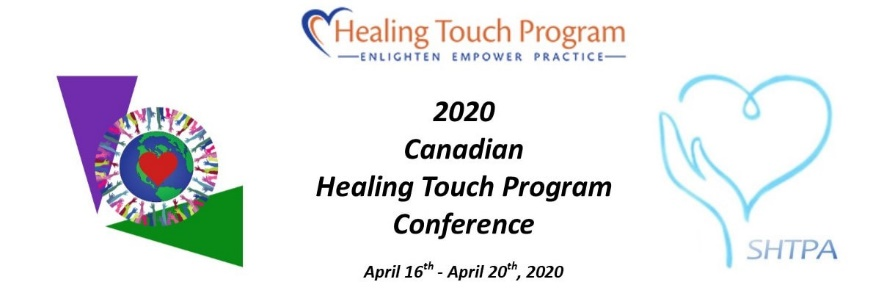 Healing Touch Program
ENLIGHTEN EMPOWER PRACTICE
2020
Canadian
Healing Touch Program
Conference
April 16th - April 20th, 2020
SHTPA